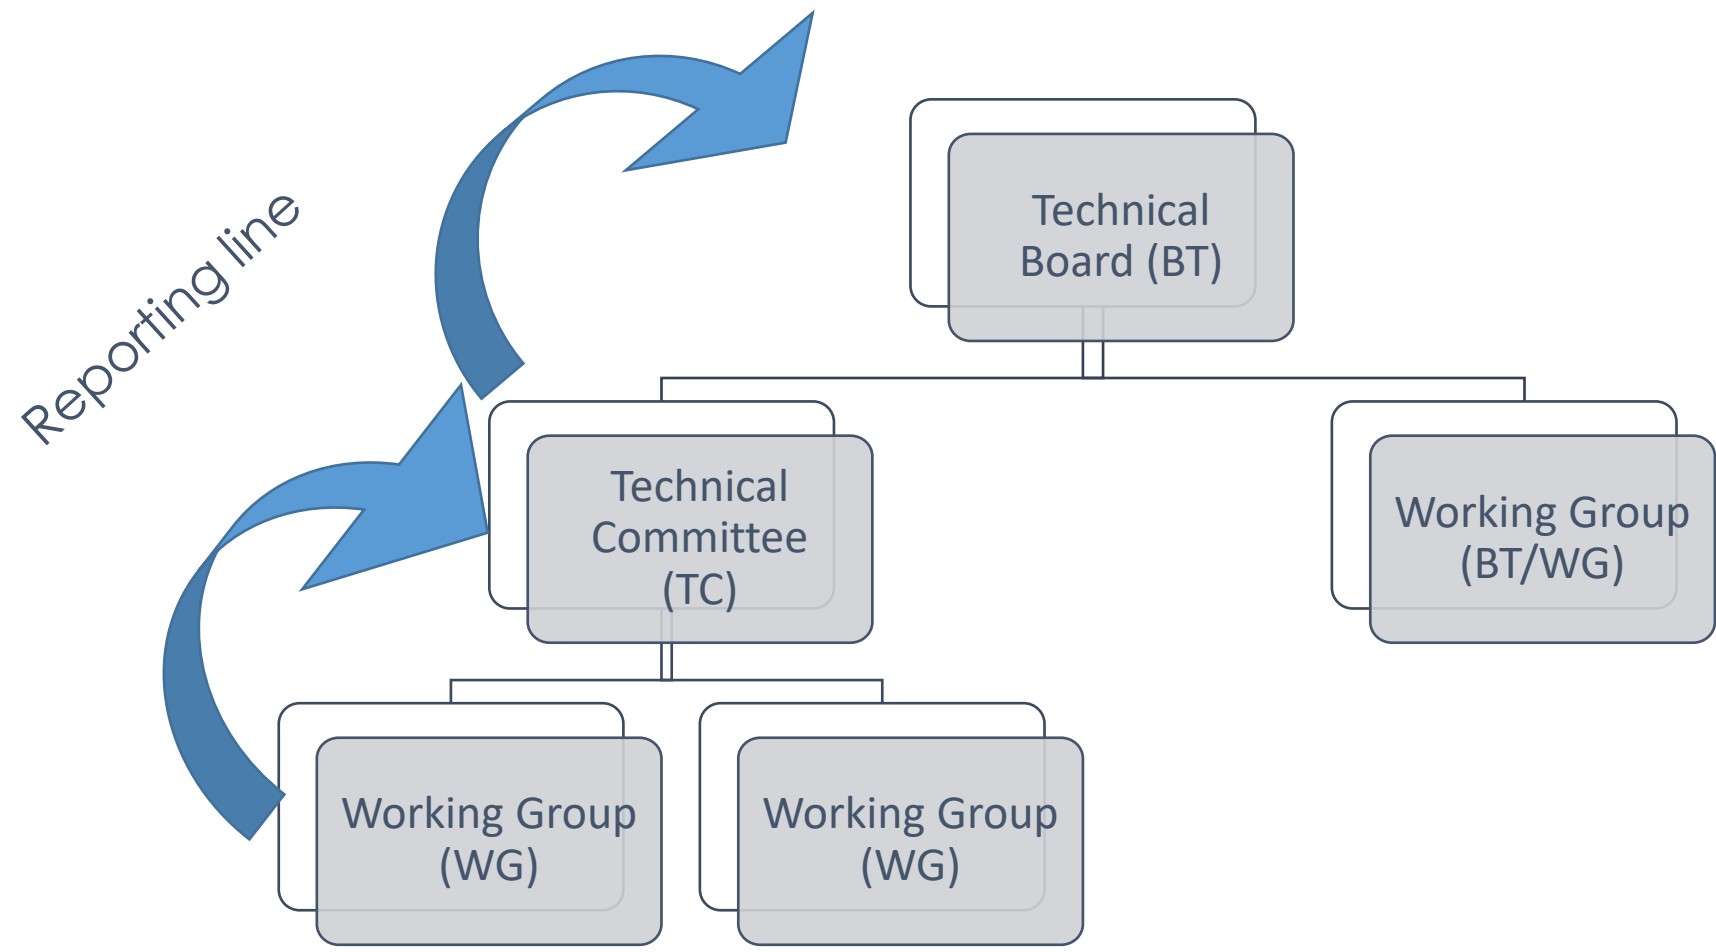 Reporting line
Technical
Board (BT)
Technical
Committee
(TC)
Working Group
(BT/WG)
Working Group
(WG)
Working Group
(WG)